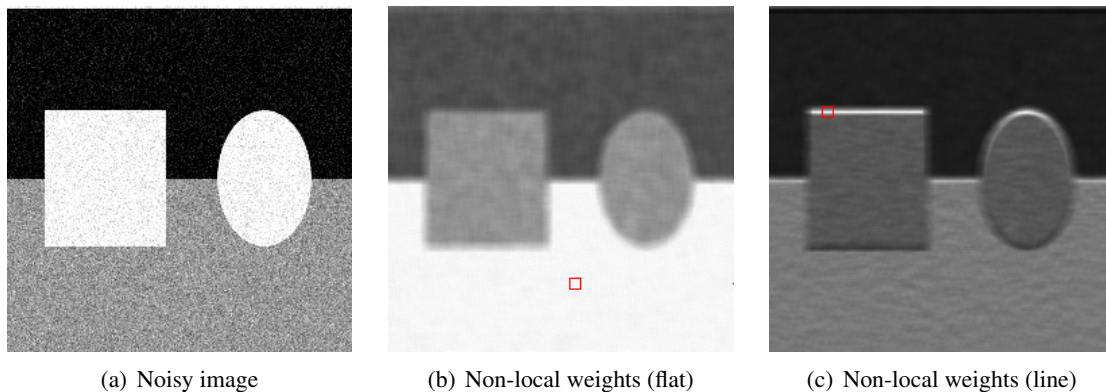 (a) Noisy image
(b) Non-local weights (flat)
(c) Non-local weights (line)